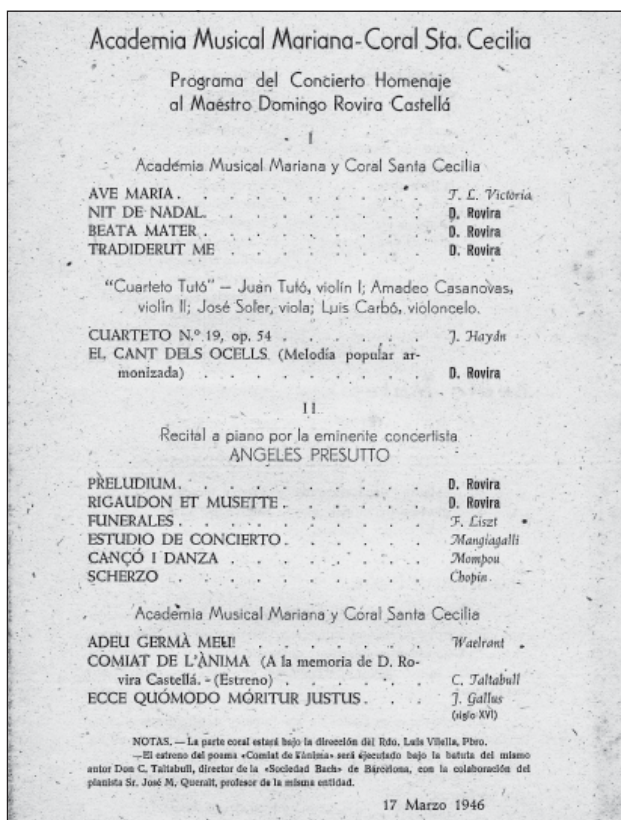 Academia Musical Mariana-Coral Sta. Cecilia
Programa del Concierto Homenaje
al Maestro Domingo Rovira Castellá
I
Academia Musical Mariana y Coral Santa Cecilia
AVE MARIA . . . . . . . . . T. L. Victoria
NIT DE NADAL. . . . . . . . D. Rovira
BEATA MATER . . . . . . . . D. Rovira
TRADIDERUT ME . . . . . . . D. Rovira
"Cuarteto Tutó" — Juan Tutó, violín I; Amadeo Casanovas,
violín II; José Soler, viola; Luis Carbó, violoncelo.
CUARTETO N.º 19, op. 54 . . . . . . J. Haydn
EL CANT DELS OCELLS (Melodía popular ar-
monizada) . . . . . . . . D. Rovira
II
Recital a piano por la eminente concertista
ANGELES PRESUTTO
PRELUDIUM. . . . . . . . . D. Rovira
RIGAUDON ET MUSETTE . . . . . . D. Rovira
FUNERALES . . . . . . . . . F. Liszt
ESTUDIO DE CONCIERTO . . . . . . Mangiagalli
CANÇÓ I DANZA . . . . . . . Mompou
SCHERZO . . . . . . . . . Chopin
Academia Musical Mariana y Coral Santa Cecilia
ADEU GERMÀ MEU! . . . . . . . Waelrant
COMIAT DE L'ÀNIMA (A la memoria de D. Ro-
vira Castellá. - (Estreno) . . . . . . C. Taltabull
ECCE QUÓMODO MÓRITUR JUSTUS . . . . J. Gallus
(siglo XVI)
NOTAS. — La parte coral estará bajo la dirección del Rdo. Luis Vilella, Pbro.
—El estreno del poema «Comiat de l'ànima» será ejecutado bajo la batuta del mismo
autor Don C. Taltabull, director de la «Sociedad Bach» de Barcelona, con la colaboración del
pianista Sr. José M. Queralt, profesor de la misma entidad.
17 Marzo 1946